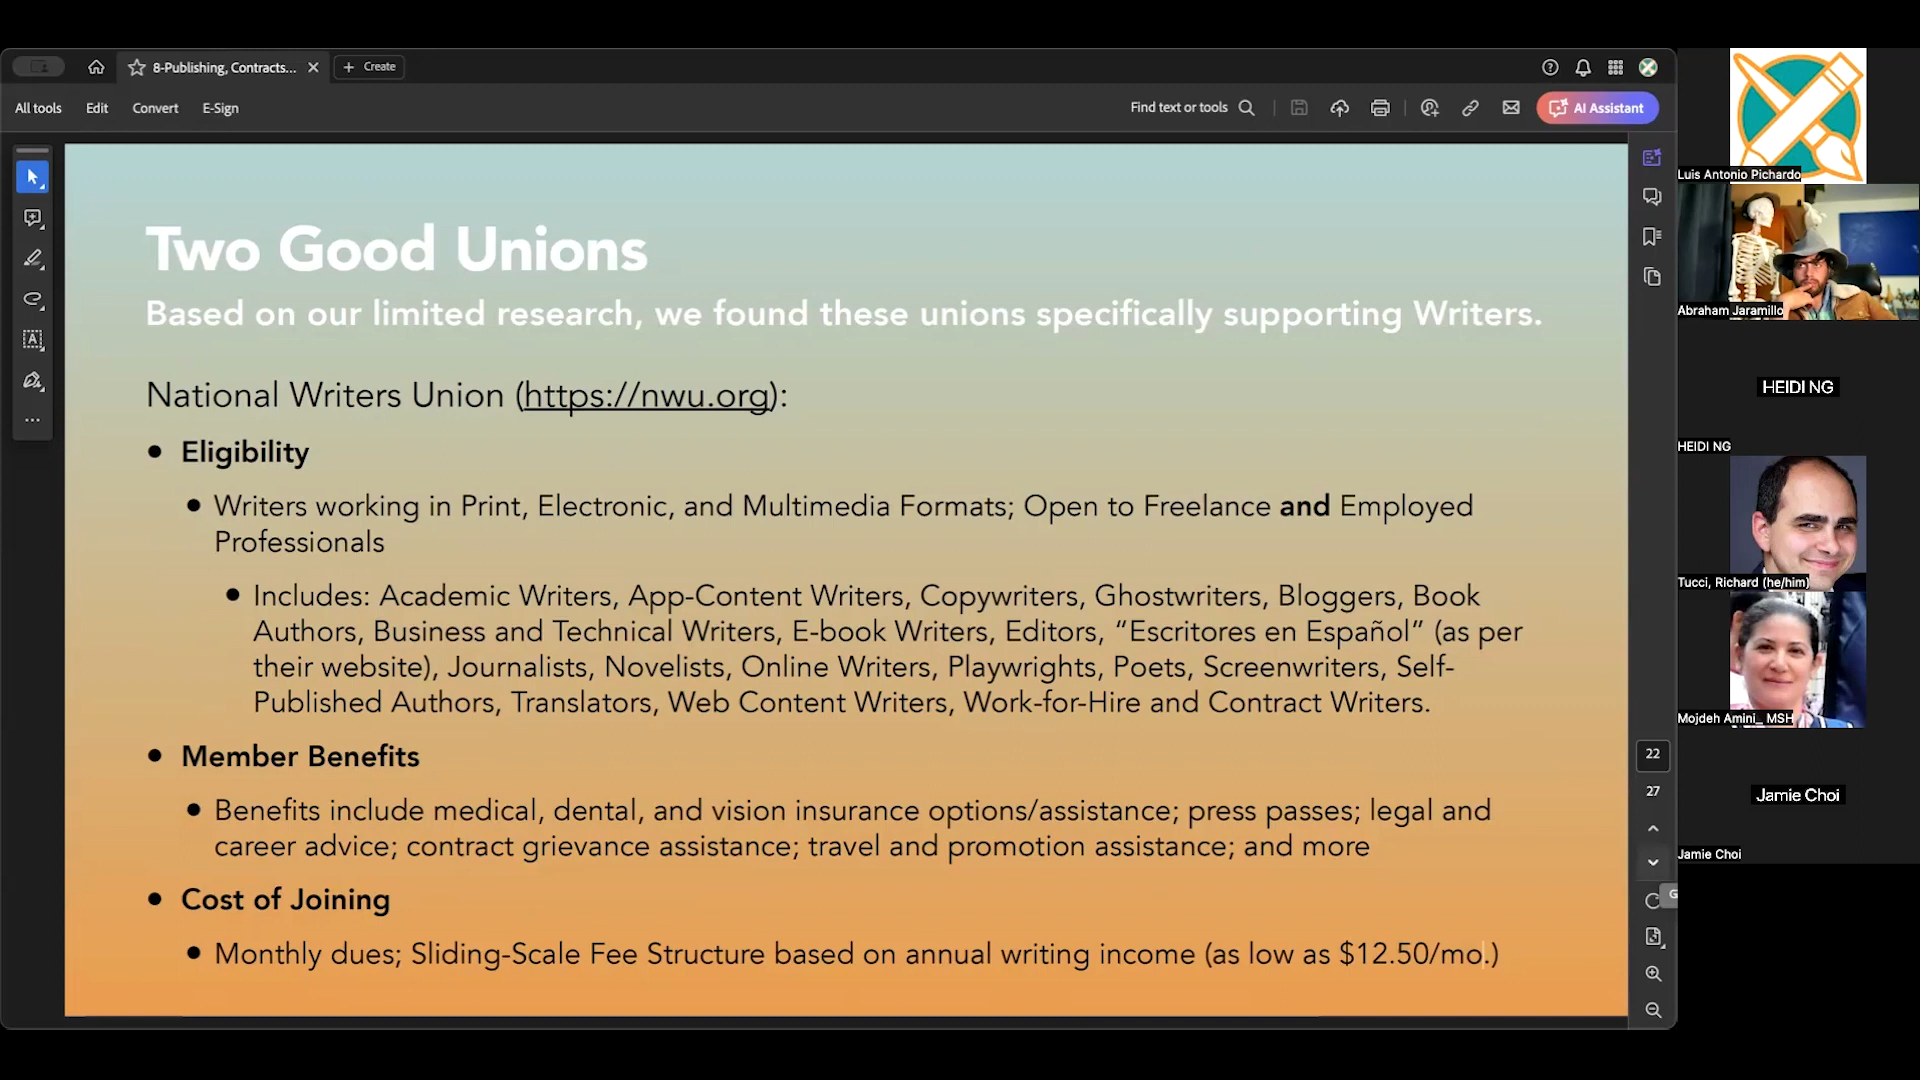 8-Publishing, Contracts...
Create
All tools
Edit
Convert
E-Sign
Find text or tools
AI Assistant
Two Good Unions
Based on our limited research, we found these unions specifically supporting Writers.
National Writers Union (https://nwu.org):
• Eligibility
• Writers working in Print, Electronic, and Multimedia Formats; Open to Freelance and Employed
Professionals
• Includes: Academic Writers, App-Content Writers, Copywriters, Ghostwriters, Bloggers, Book
Authors, Business and Technical Writers, E-book Writers, Editors, “Escritores en Español” (as per
their website), Journalists, Novelists, Online Writers, Playwrights, Poets, Screenwriters, Self-
Published Authors, Translators, Web Content Writers, Work-for-Hire and Contract Writers.
• Member Benefits
• Benefits include medical, dental, and vision insurance options/assistance; press passes; legal and
career advice; contract grievance assistance; travel and promotion assistance; and more
• Cost of Joining
• Monthly dues; Sliding-Scale Fee Structure based on annual writing income (as low as $12.50/mo.)
22
27
G
Luis Antonio Pichardo
Abraham Jaramillo
HEIDI NG
HEIDI NG
Tucci, Richard (he/him)
Mojdeh Amini_ MSH
Jamie Choi
Jamie Choi